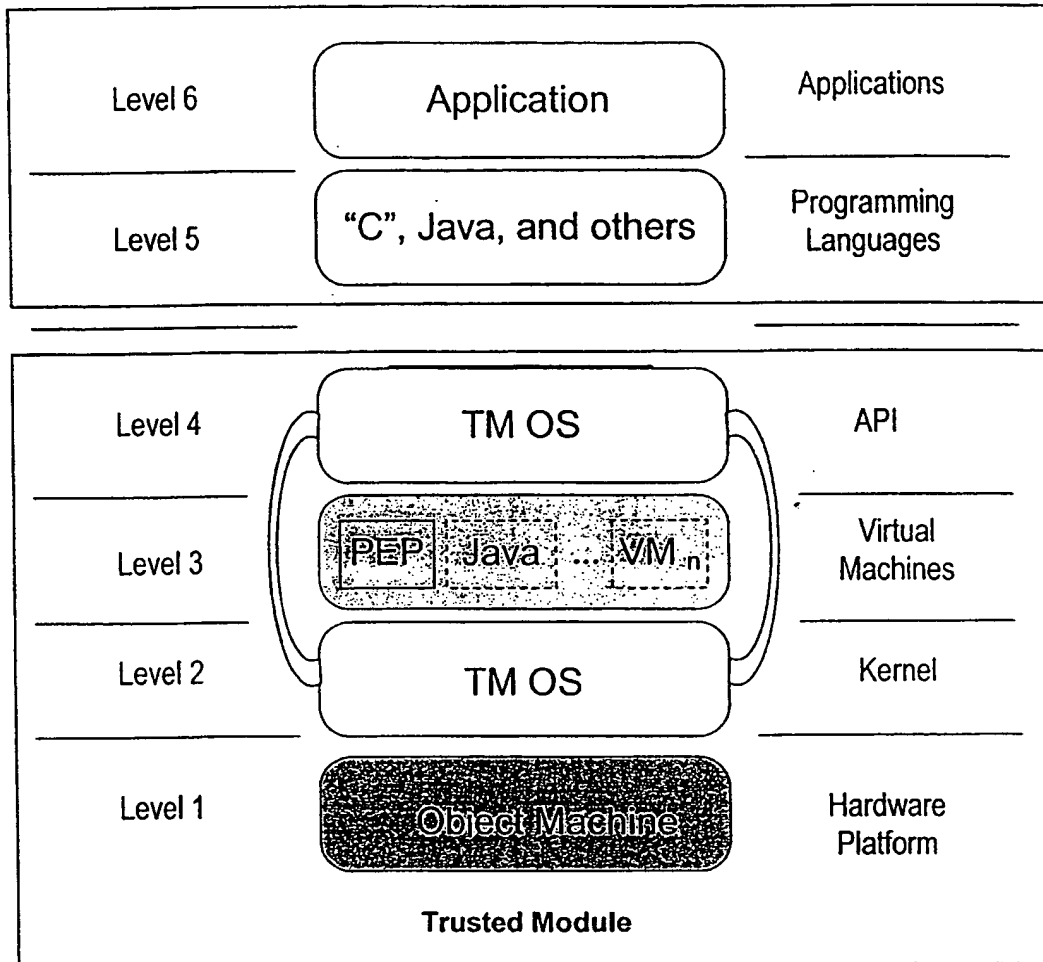 Level 6
Application
Applications
Level 5
“C”, Java, and others
Programming
Languages
Level 4
TM OS
API
Level 3
PEP
Java
...
VM n
Virtual
Machines
Level 2
TM OS
Kernel
Level 1
Object Machine
Hardware
Platform
Trusted Module